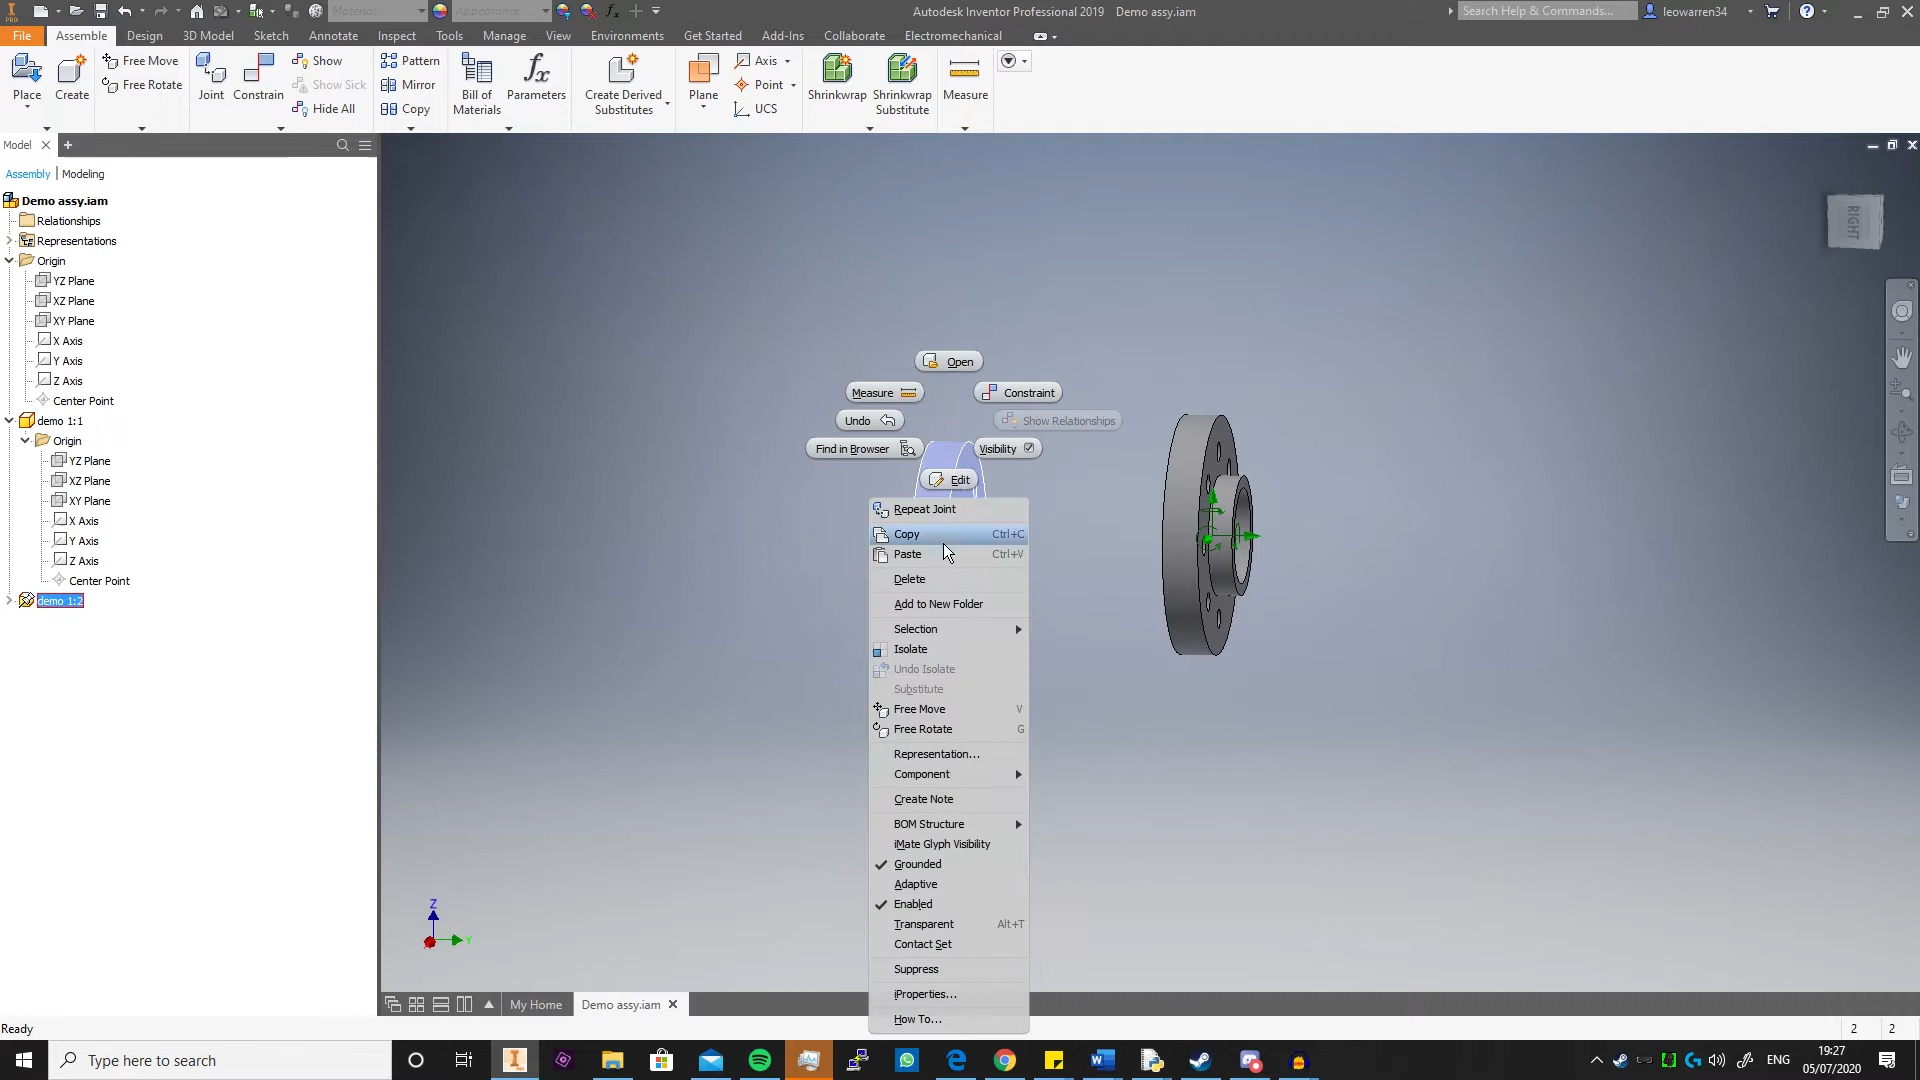 PRO
Material
Appearance
Autodesk Inventor Professional 2019 Demo assy.iam
Search Help & Commands...
leowarren34
File Assemble Design 3D Model Sketch Annotate Inspect Tools Manage View Environments Get Started Add-Ins Collaborate Electromechanical
Place
Create
Free Move
Free Rotate
Joint
Constrain
Show
Show Sick
Hide All
Pattern
Mirror
Copy
Bill of Materials
Parameters
Create Derived Substitutes
Plane
Axis
Point
UCS
Shrinkwrap
Shrinkwrap Substitute
Measure
Model
Assembly | Modeling
Demo assy.iam
Relationships
Representations
Origin
YZ Plane
XZ Plane
XY Plane
X Axis
Y Axis
Z Axis
Center Point
demo 1:1
Origin
YZ Plane
XZ Plane
XY Plane
X Axis
Y Axis
Z Axis
Center Point
demo 1:2
RIGHT
Open
Measure
Constraint
Undo
Show Relationships
Find in Browser
Visibility
Edit
Repeat Joint
Copy Ctrl+C
Paste Ctrl+V
Delete
Add to New Folder
Selection
Isolate
Undo Isolate
Substitute
Free Move V
Free Rotate G
Representation...
Component
Create Note
BOM Structure
iMate Glyph Visibility
Grounded
Adaptive
Enabled
Transparent Alt+T
Contact Set
Suppress
iProperties...
How To...
Z
Y
My Home
Demo assy.iam
Ready
2 2
Type here to search
ENG
19:27
05/07/2020